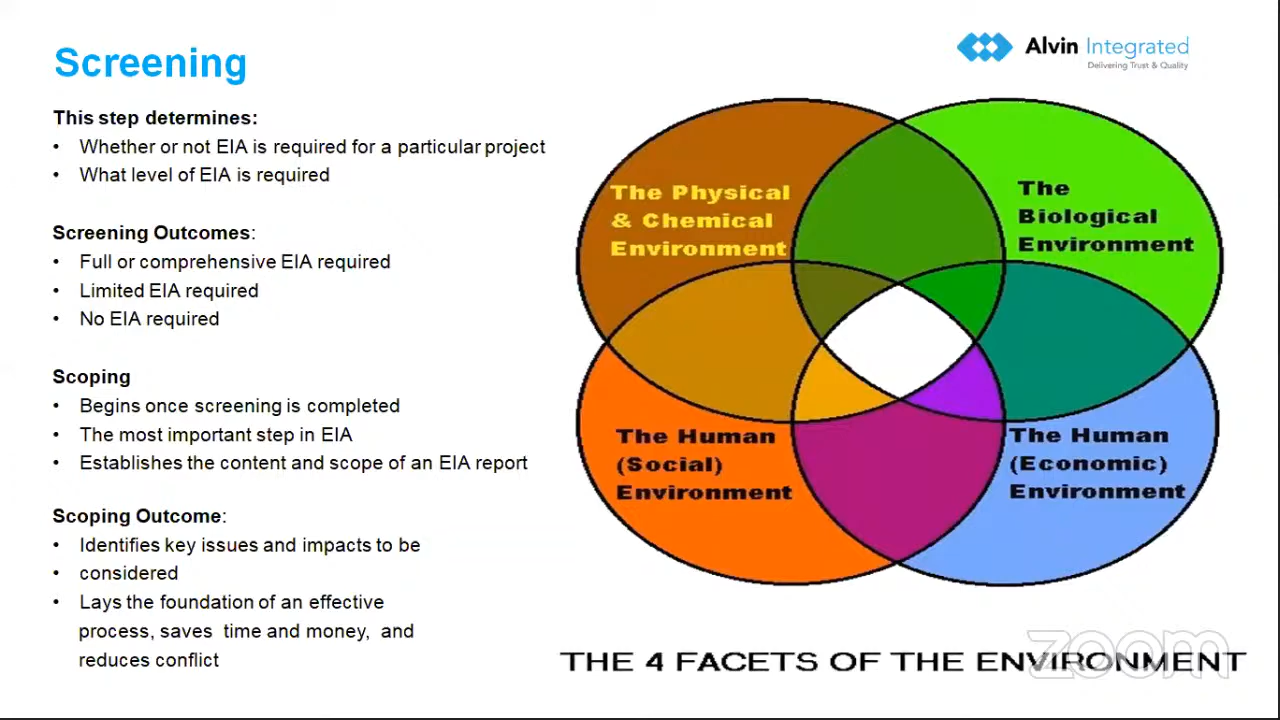 Screening
Alvin Integrated
Delivering Trust & Quality
This step determines:
• Whether or not EIA is required for a particular project
• What level of EIA is required
Screening Outcomes:
• Full or comprehensive EIA required
• Limited EIA required
• No EIA required
Scoping
• Begins once screening is completed
• The most important step in EIA
• Establishes the content and scope of an EIA report
Scoping Outcome:
• Identifies key issues and impacts to be
• considered
• Lays the foundation of an effective
process, saves time and money, and
reduces conflict
The Physical
& Chemical
Environment
The
Biological
Environment
The Human
(Social)
Environment
The Human
(Economic)
Environment
THE 4 FACETS OF THE ENVIRONMENT
zoom